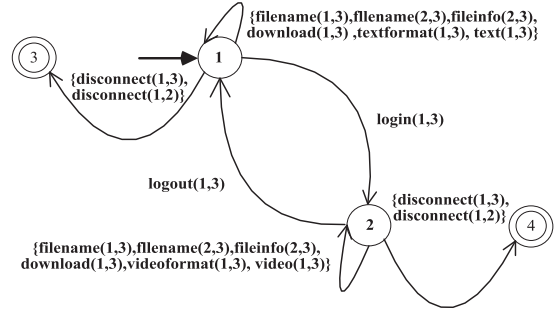 {filename(1,3),fllename(2,3),fileinfo(2,3),
download(1,3) ,textformat(1,3), text(1,3)}
3
1
{disconnect(1,3),
disconnect(1,2)}
login(1,3)
logout(1,3)
{disconnect(1,3),
disconnect(1,2)}
2
4
{filename(1,3),fllename(2,3),fileinfo(2,3),
download(1,3),videoformat(1,3), video(1,3)}